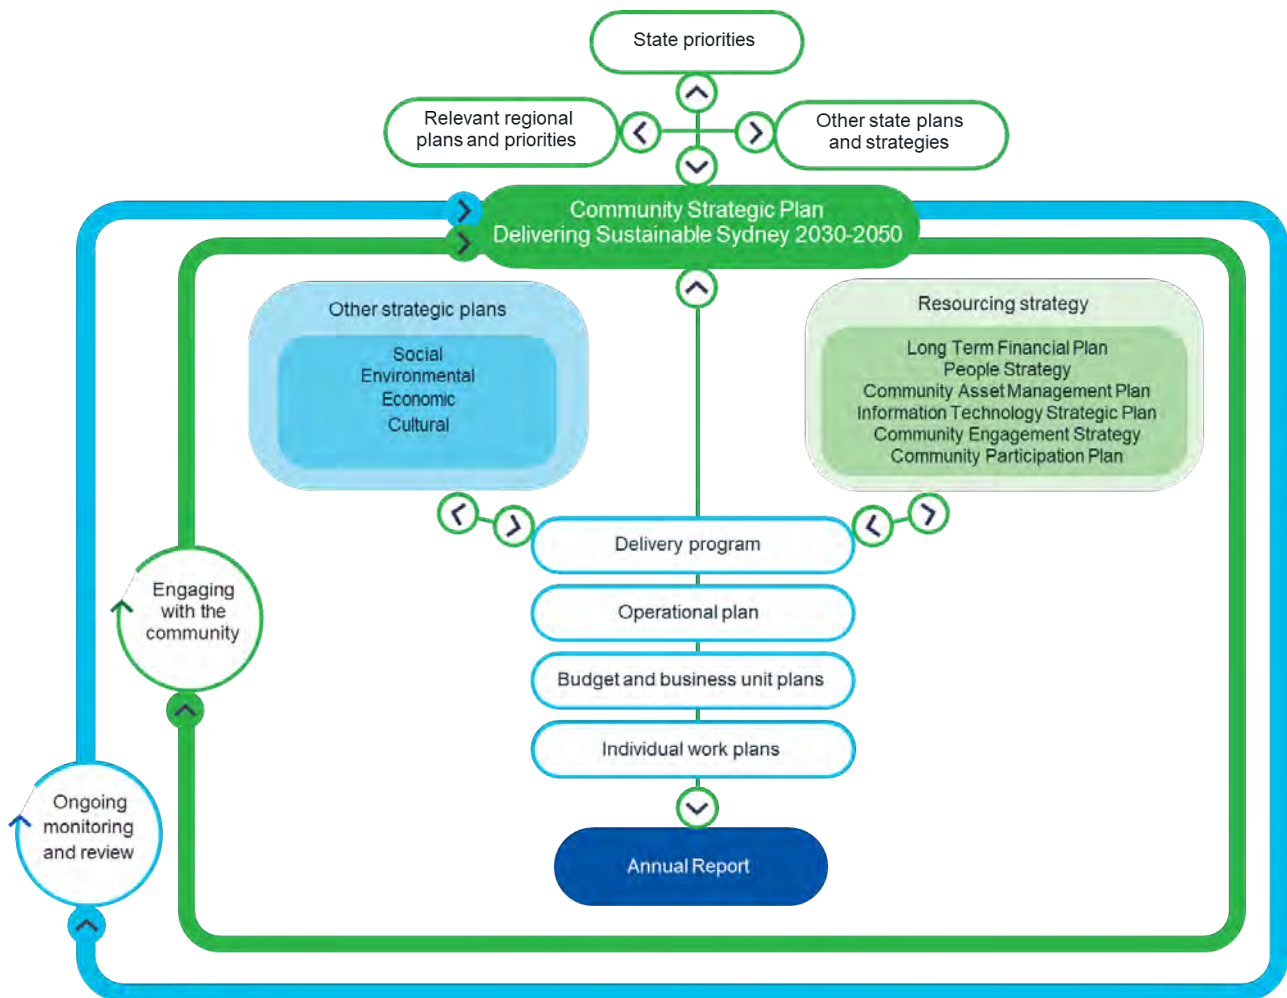 State priorities
Relevant regional
plans and priorities
Other state plans
and strategies
Community Strategic Plan
Delivering Sustainable Sydney 2030-2050
Other strategic plans
Social
Environmental
Economic
Cultural
Resourcing strategy
Long Term Financial Plan
People Strategy
Community Asset Management Plan
Information Technology Strategic Plan
Community Engagement Strategy
Community Participation Plan
Delivery program
Operational plan
Budget and business unit plans
Individual work plans
Annual Report
Engaging
with the
community
Ongoing
monitoring
and review